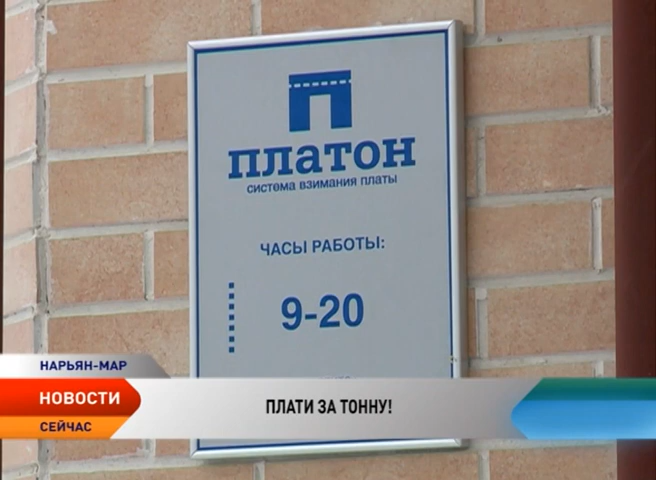 П
платон
система взимания платы
ЧАСЫ РАБОТЫ:
9-20
НАРЬЯН-МАР
НОВОСТИ
СЕЙЧАС
ПЛАТИ ЗА ТОННУ!